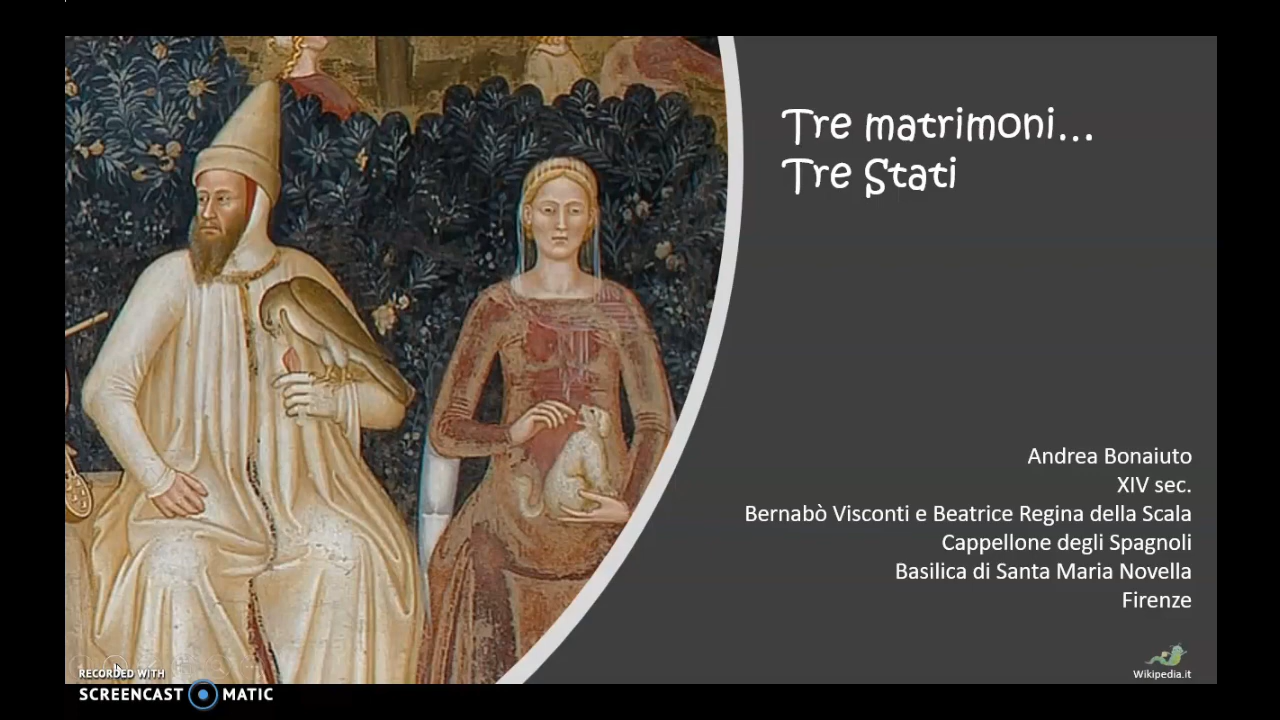 Tre matrimoni...
Tre Stati
Andrea Bonaiuto
XIV sec.
Bernabò Visconti e Beatrice Regina della Scala
Cappellone degli Spagnoli
Basilica di Santa Maria Novella
Firenze
Wikipedia.it
RECORDED WITH
SCREENCAST MATIC